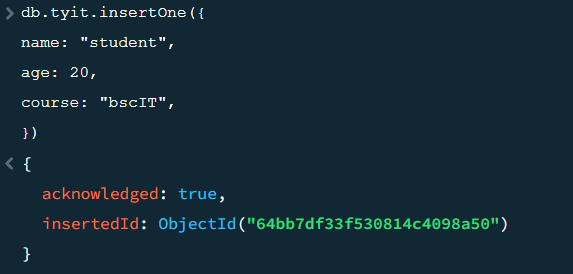 db.tyit.insertOne({
name: "student",
age: 20,
course: "bscIT",
})
{
acknowledged: true,
insertedId: ObjectId("64bb7df33f530814c4098a50")
}